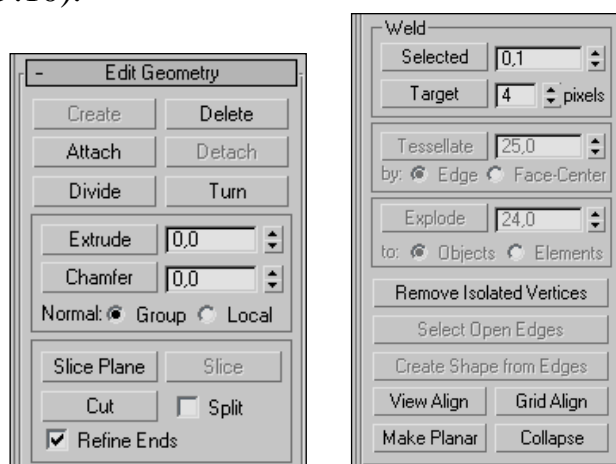 - Edit Geometry
Create Delete
Attach Detach
Divide Turn
Extrude 0,0
Chamfer 0,0
Normal: Group Local
Slice Plane Slice
Cut Split
Refine Ends
Weld
Selected 0,1
Target 4 pixels
Tessellate 25,0
by: Edge Face-Center
Explode 24,0
to: Objects Elements
Remove Isolated Vertices
Select Open Edges
Create Shape from Edges
View Align Grid Align
Make Planar Collapse